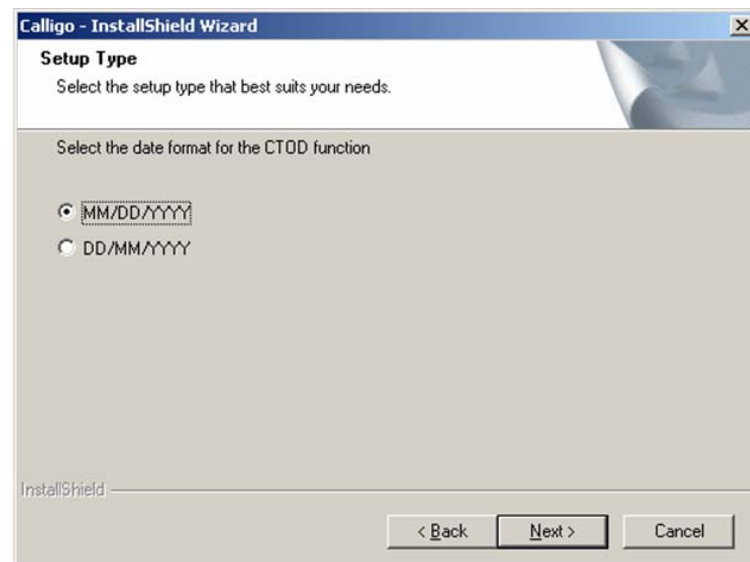 Calligo - InstallShield Wizard
Setup Type
Select the setup type that best suits your needs.
Select the date format for the CTOD function
MM/DD/YYYY
DD/MM/YYYY
InstallShield
< Back Next > Cancel